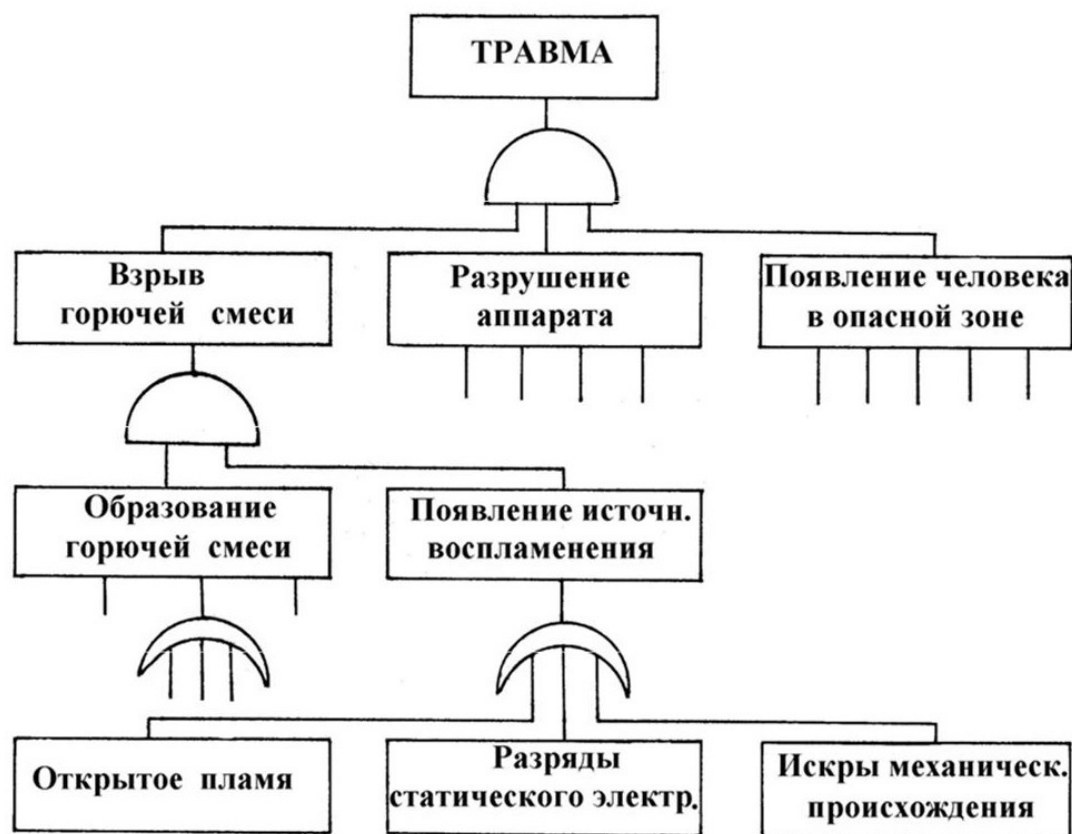 ТРАВМА
Взрыв
горючей смеси
Разрушение
аппарата
Появление человека
в опасной зоне
Образование
горючей смеси
Появление источн.
воспламенения
Открытое пламя
Разряды
статического электр.
Искры механическ.
происхождения